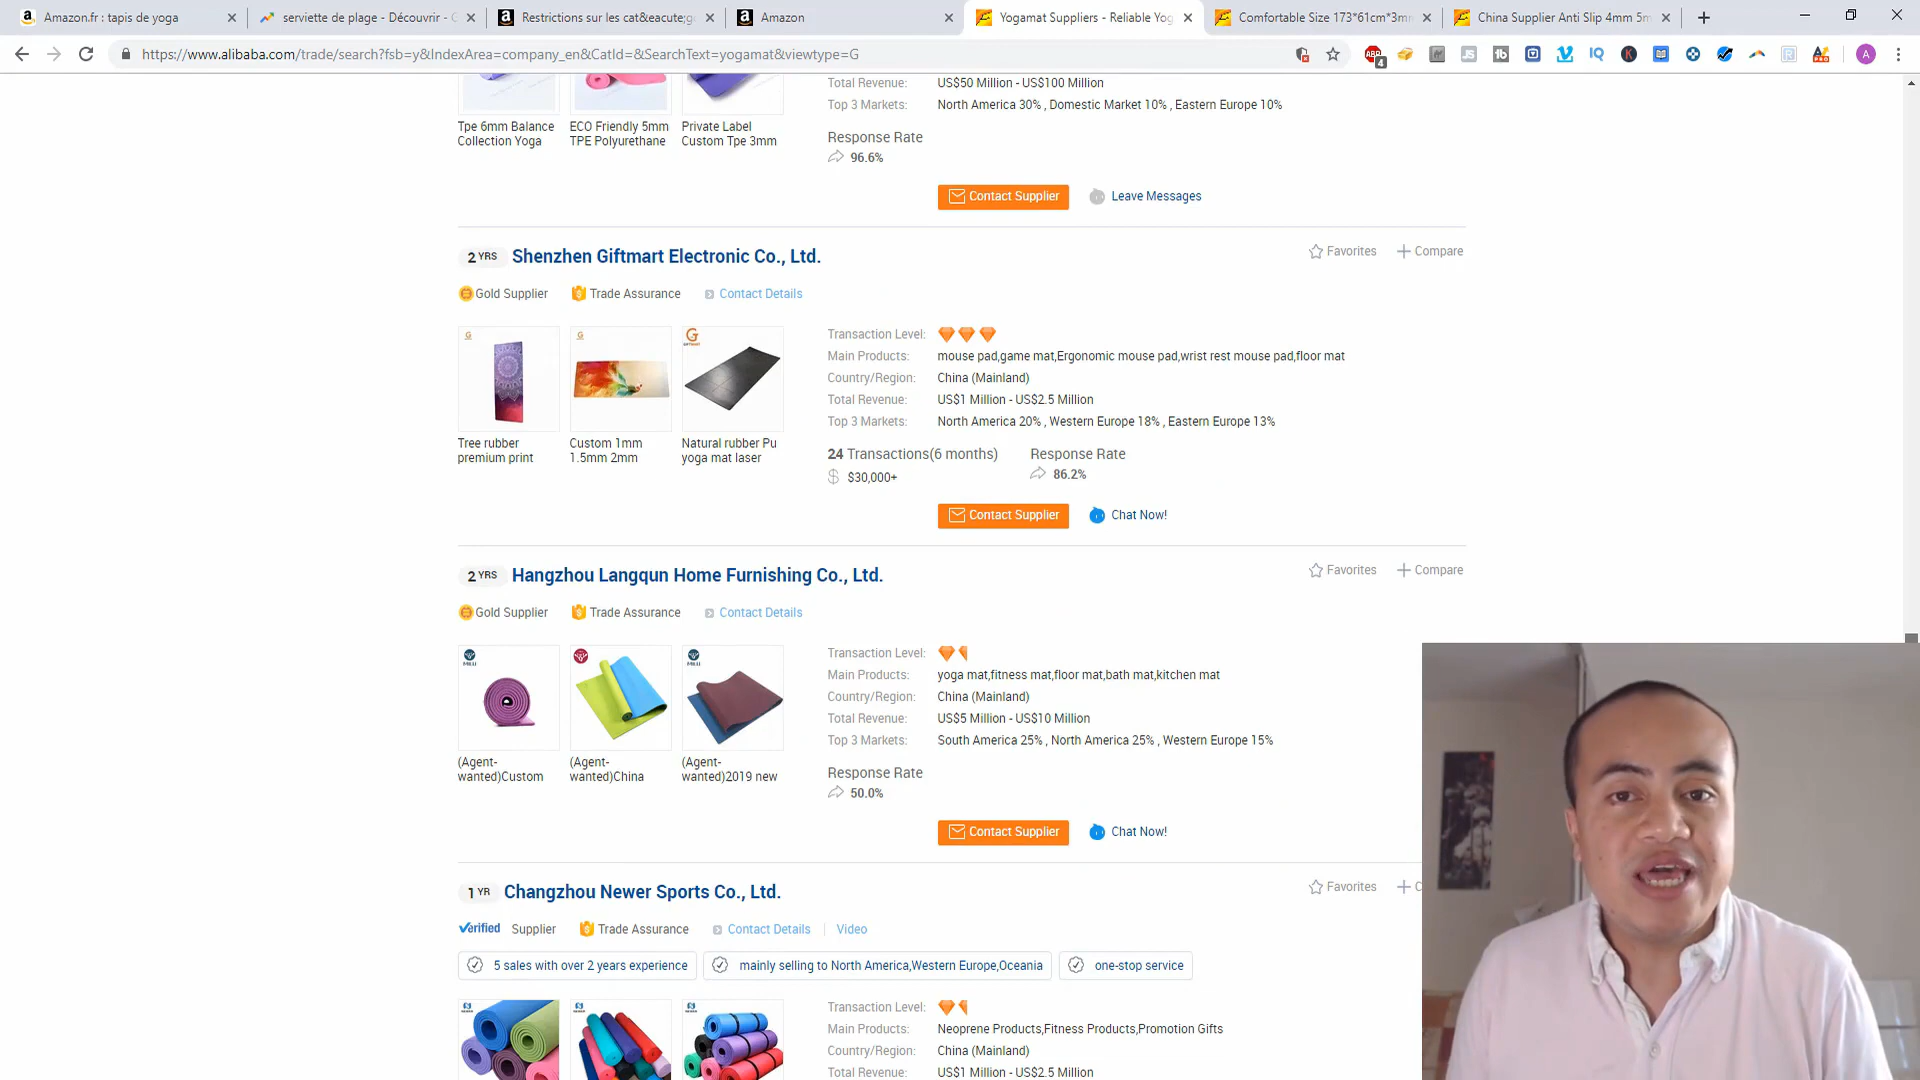 Amazon.fr : tapis de yoga
serviette de plage - Découvrir - G
Restrictions sur les cat&eacute;g
Amazon
Yogamat Suppliers - Reliable Yog
Comfortable Size 173*61cm*3mm
China Supplier Anti Slip 4mm 5m
https://www.alibaba.com/trade/search?fsb=y&IndexArea=company_en&CatId=&SearchText=yogamat&viewtype=G
Total Revenue: US$50 Million - US$100 Million
Top 3 Markets: North America 30% , Domestic Market 10% , Eastern Europe 10%
Tpe 6mm Balance
Collection Yoga
ECO Friendly 5mm
TPE Polyurethane
Private Label
Custom Tpe 3mm
Response Rate
96.6%
Contact Supplier
Leave Messages
2 YRS Shenzhen Giftmart Electronic Co., Ltd.
Favorites
Compare
Gold Supplier
Trade Assurance
Contact Details
Tree rubber
premium print
Custom 1mm
1.5mm 2mm
Natural rubber Pu
yoga mat laser
Transaction Level:
Main Products: mouse pad,game mat,Ergonomic mouse pad,wrist rest mouse pad,floor mat
Country/Region: China (Mainland)
Total Revenue: US$1 Million - US$2.5 Million
Top 3 Markets: North America 20% , Western Europe 18% , Eastern Europe 13%
24 Transactions(6 months)
$30,000+
Response Rate
86.2%
Contact Supplier
Chat Now!
2 YRS Hangzhou Langqun Home Furnishing Co., Ltd.
Favorites
Compare
Gold Supplier
Trade Assurance
Contact Details
(Agent-
wanted)Custom
(Agent-
wanted)China
(Agent-
wanted)2019 new
Transaction Level:
Main Products: yoga mat,fitness mat,floor mat,bath mat,kitchen mat
Country/Region: China (Mainland)
Total Revenue: US$5 Million - US$10 Million
Top 3 Markets: South America 25% , North America 25% , Western Europe 15%
Response Rate
50.0%
Contact Supplier
Chat Now!
1 YR Changzhou Newer Sports Co., Ltd.
Favorites
C
Verified Supplier
Trade Assurance
Contact Details
Video
5 sales with over 2 years experience
mainly selling to North America,Western Europe,Oceania
one-stop service
Transaction Level:
Main Products: Neoprene Products,Fitness Products,Promotion Gifts
Country/Region: China (Mainland)
Total Revenue: US$1 Million - US$2.5 Million